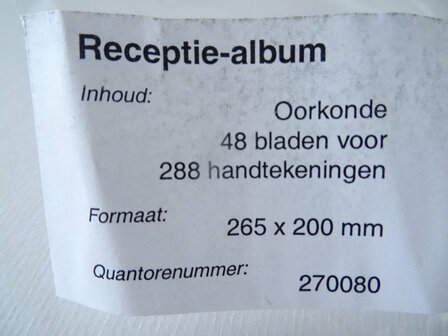 Receptie-album
Inhoud:
Oorkonde
48 bladen voor
288 handtekeningen
Formaat: 265 x 200 mm
Quantorenummer: 270080